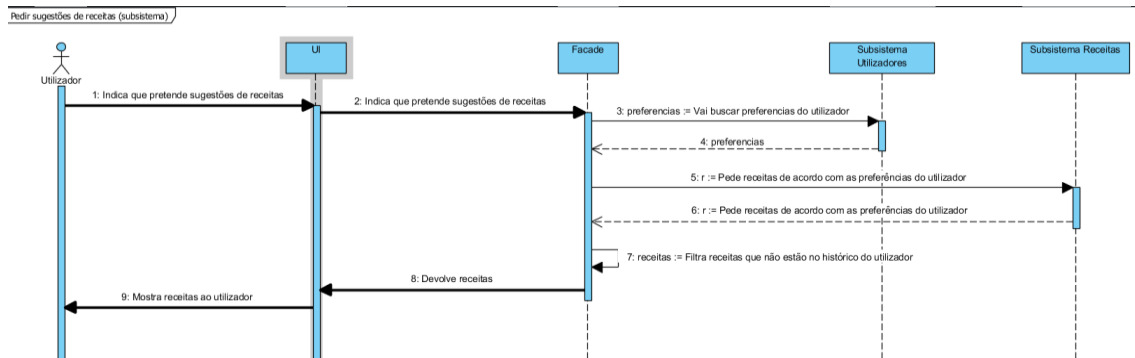 Pedir sugestões de receitas (subsistema)
UI
Facade
Subsistema
Utilizadores
Subsistema Receitas
Utilizador
1: Indica que pretende sugestões de receitas
2: Indica que pretende sugestões de receitas
3: preferencias := Vai buscar preferencias do utilizador
4: preferencias
5: r := Pede receitas de acordo com as preferências do utilizador
6: r := Pede receitas de acordo com as preferências do utilizador
7: receitas := Filtra receitas que não estão no histórico do utilizador
8: Devolve receitas
9: Mostra receitas ao utilizador